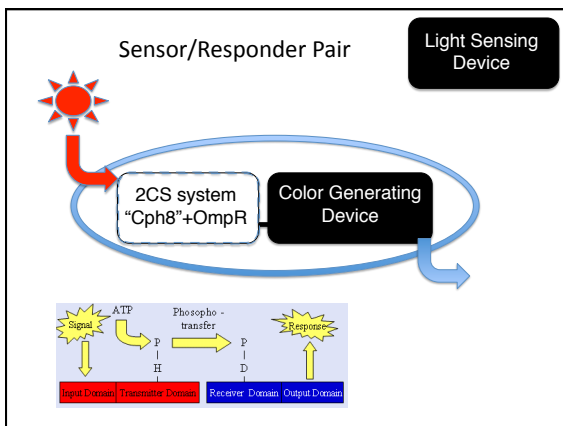 Sensor/Responder Pair
Light Sensing
Device
2CS system
“Cph8”+OmpR
Color Generating
Device
ATP
Phospho -
transfer
Signal
Response
P
P
H
D
Input Domain
Transmitter Domain
Receiver Domain
Output Domain